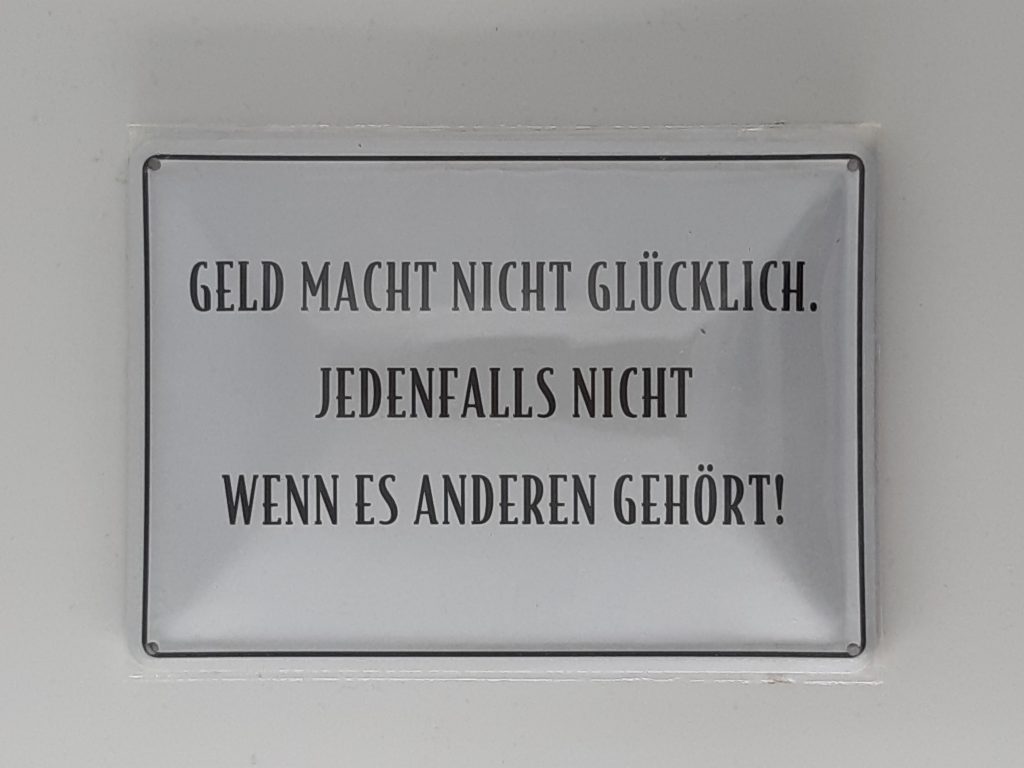 GELD MACHT NICHT GLÜCKLICH.
JEDENFALLS NICHT
WENN ES ANDEREN GEHÖRT!